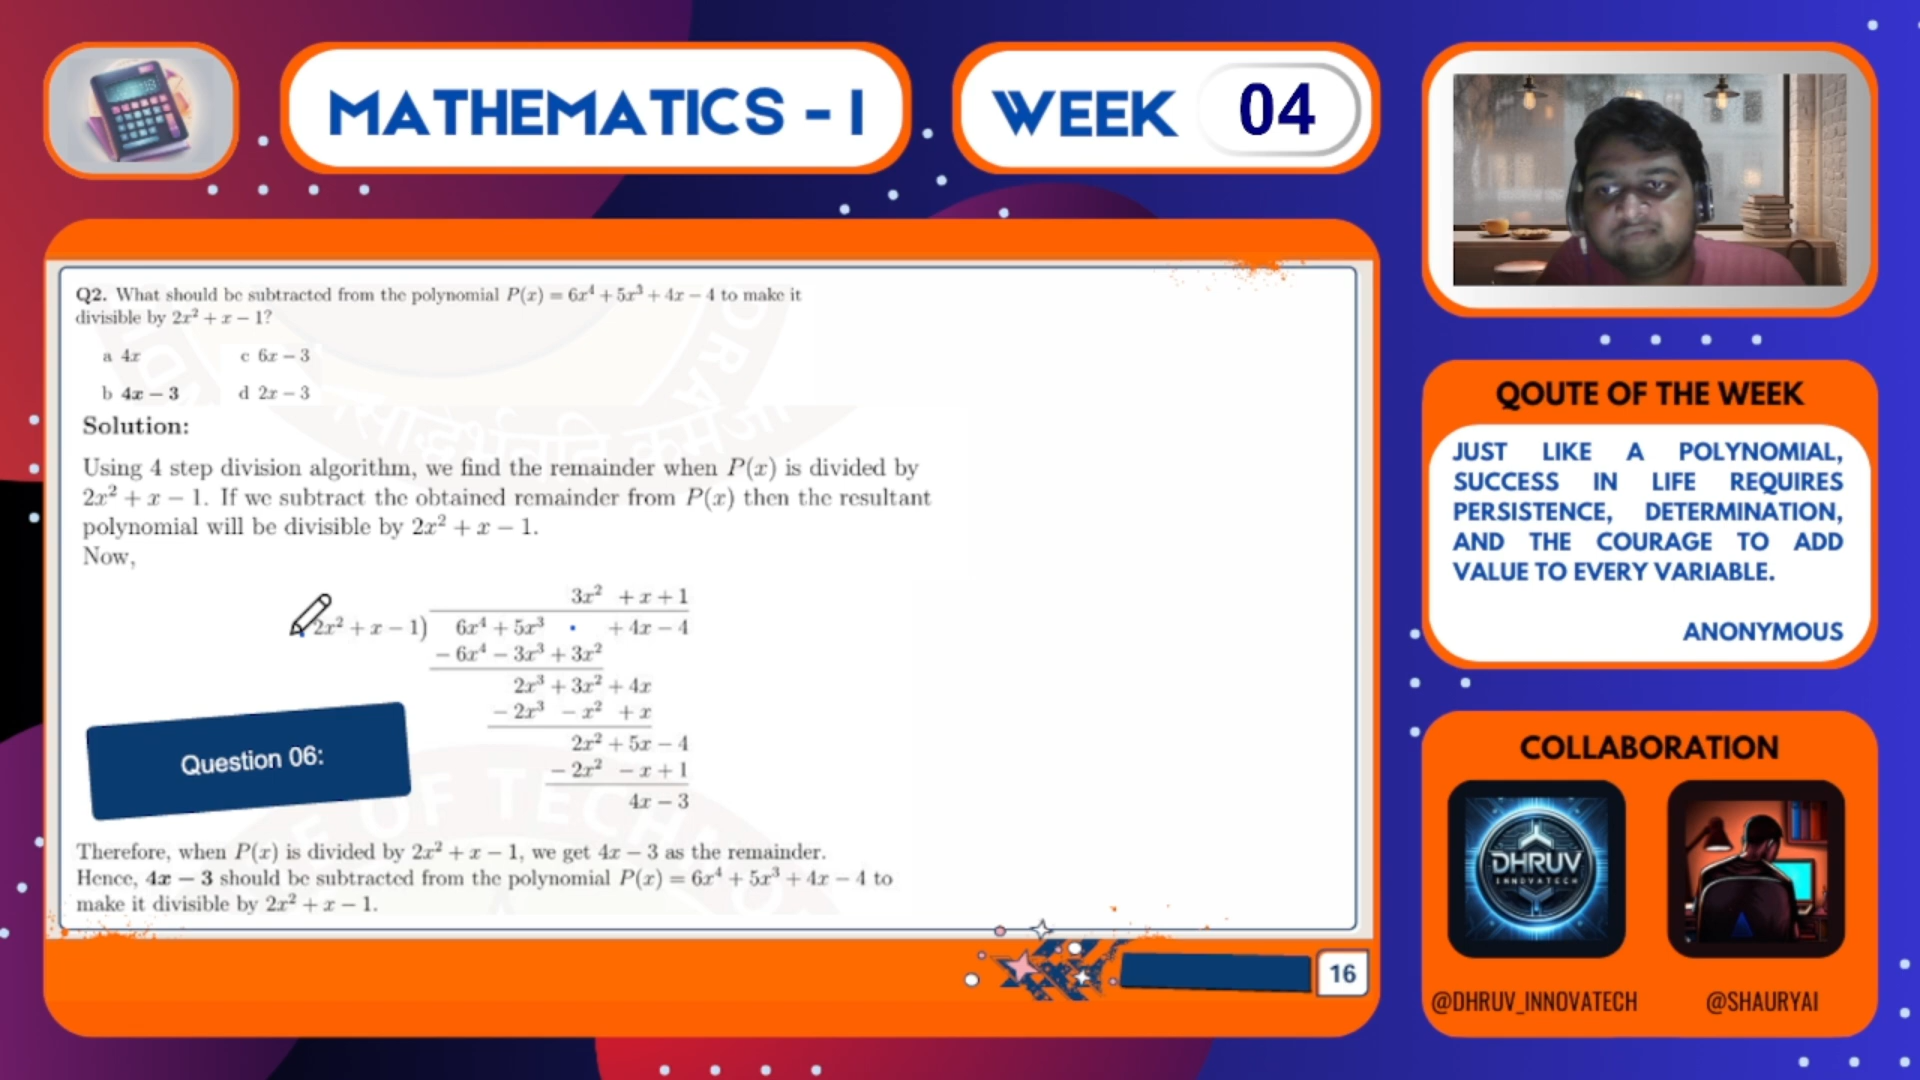 MATHEMATICS - I
WEEK 04
Q2. What should be subtracted from the polynomial P(x) = 6x⁴ + 5x³ + 4x − 4 to make it
divisible by 2x² + x − 1?
a 4x
c 6x − 3
b 4x − 3
d 2x − 3
Solution:
Using 4 step division algorithm, we find the remainder when P(x) is divided by
2x² + x − 1. If we subtract the obtained remainder from P(x) then the resultant
polynomial will be divisible by 2x² + x − 1.
Now,
3x² + x + 1
2x² + x − 1) 6x⁴ + 5x³ + 4x − 4
− 6x⁴ − 3x³ + 3x²
2x³ + 3x² + 4x
− 2x³ − x² + x
2x² + 5x − 4
− 2x² − x + 1
4x − 3
Question 06:
Therefore, when P(x) is divided by 2x² + x − 1, we get 4x − 3 as the remainder.
Hence, 4x − 3 should be subtracted from the polynomial P(x) = 6x⁴ + 5x³ + 4x − 4 to
make it divisible by 2x² + x − 1.
16
QOUTE OF THE WEEK
JUST LIKE A POLYNOMIAL,
SUCCESS IN LIFE REQUIRES
PERSISTENCE, DETERMINATION,
AND THE COURAGE TO ADD
VALUE TO EVERY VARIABLE.
ANONYMOUS
COLLABORATION
DHRUV
INNOVATECH
@DHRUV_INNOVATECH
@SHAURYAI